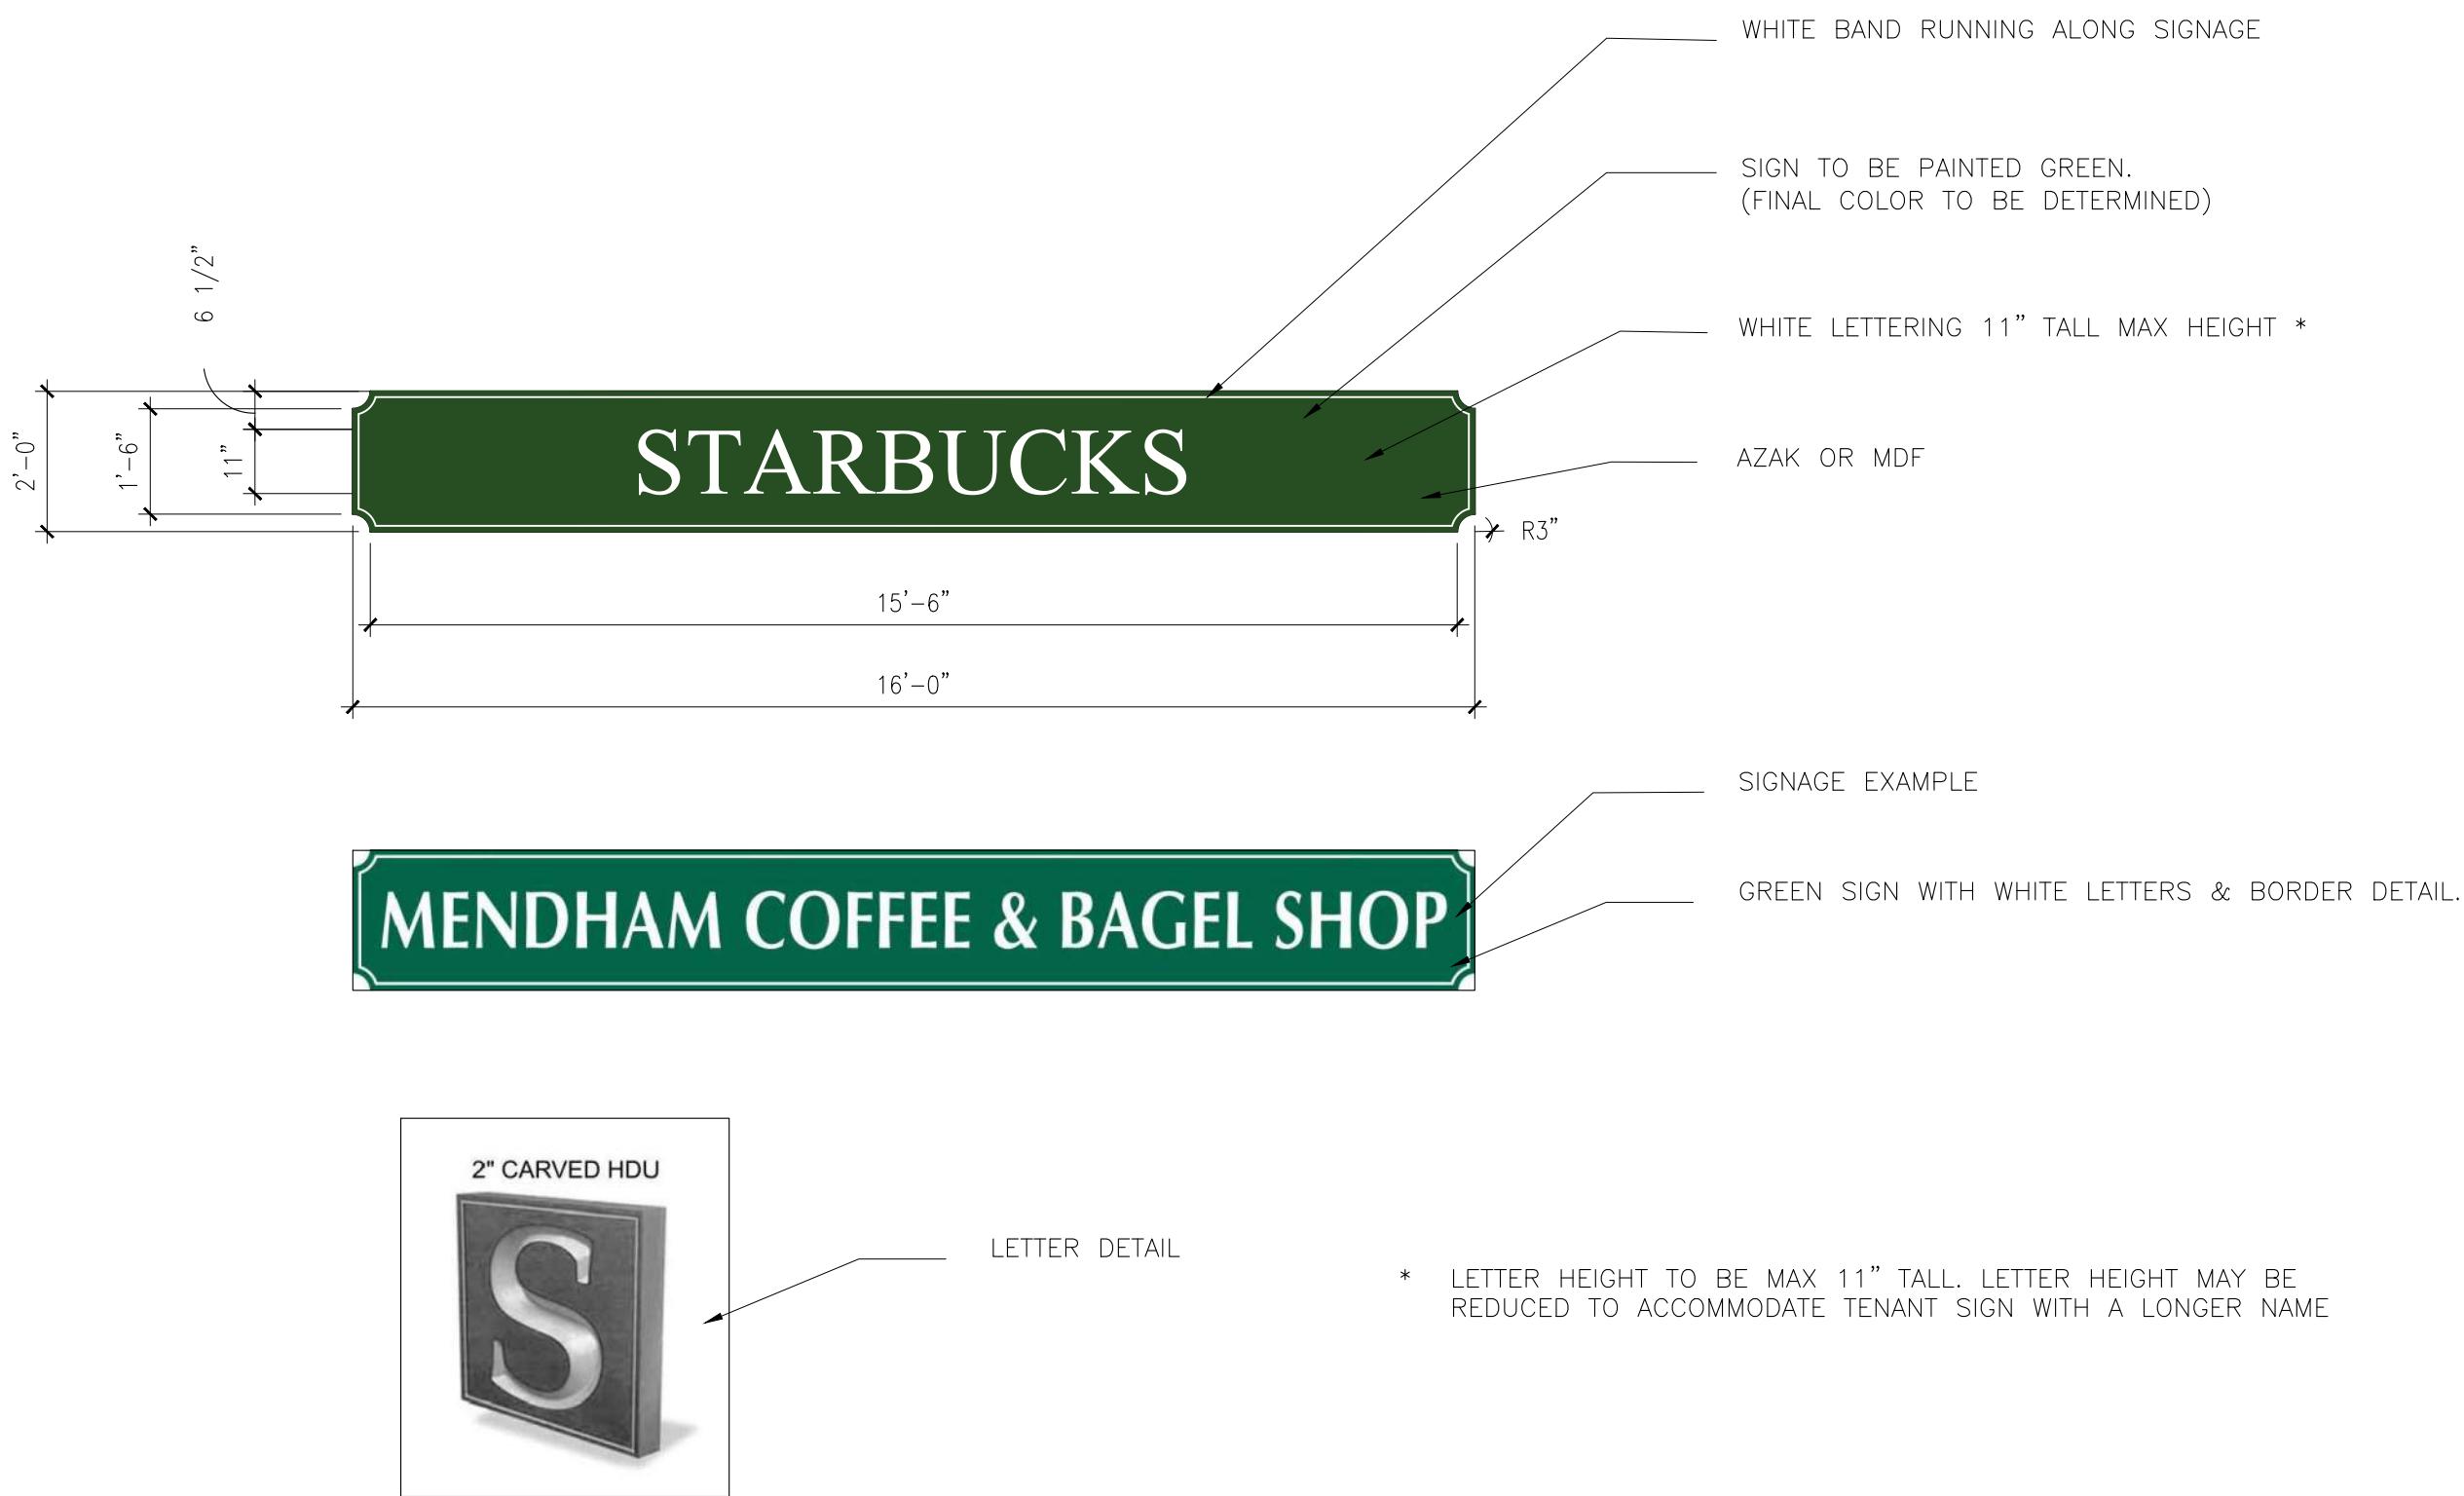 WHITE BAND RUNNING ALONG SIGNAGE
SIGN TO BE PAINTED GREEN.
(FINAL COLOR TO BE DETERMINED)
6 1/2"
WHITE LETTERING 11" TALL MAX HEIGHT *
2'-0"
1'-6"
11"
STARBUCKS
AZAK OR MDF
R3"
15'-6"
16'-0"
SIGNAGE EXAMPLE
MENDHAM COFFEE & BAGEL SHOP
GREEN SIGN WITH WHITE LETTERS & BORDER DETAIL.
2" CARVED HDU
S
LETTER DETAIL
* LETTER HEIGHT TO BE MAX 11" TALL. LETTER HEIGHT MAY BE
REDUCED TO ACCOMMODATE TENANT SIGN WITH A LONGER NAME